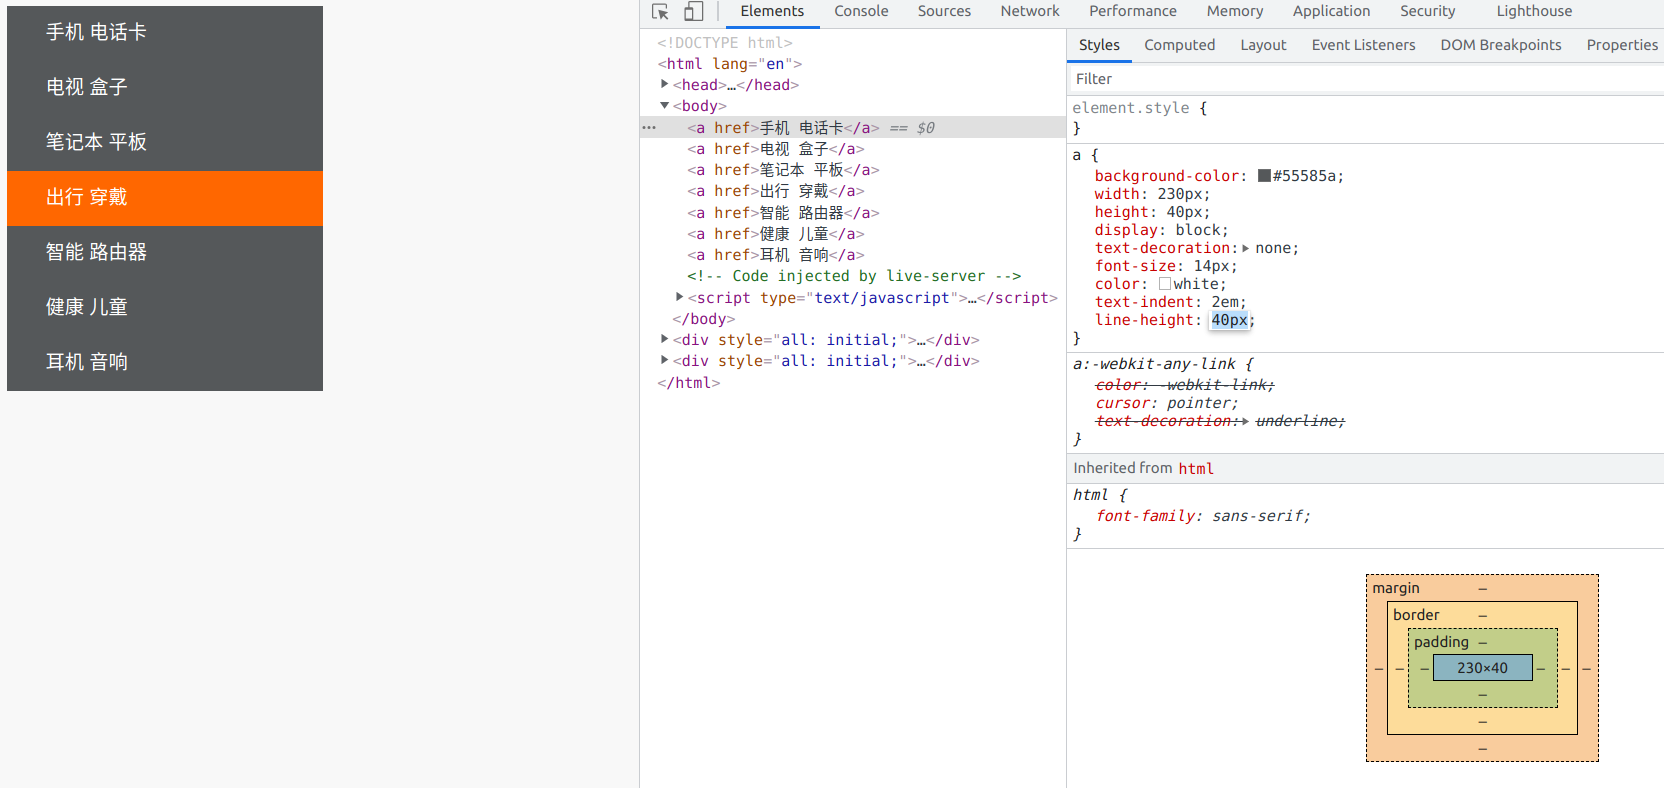 手机 电话卡
电视 盒子
笔记本 平板
出行 穿戴
智能 路由器
健康 儿童
耳机 音响
Elements Console Sources Network Performance Memory Application Security Lighthouse
<!DOCTYPE html>
<html lang="en">
<head>…</head>
<body>
<a href>手机 电话卡</a> == $0
<a href>电视 盒子</a>
<a href>笔记本 平板</a>
<a href>出行 穿戴</a>
<a href>智能 路由器</a>
<a href>健康 儿童</a>
<a href>耳机 音响</a>
<!-- Code injected by live-server -->
<script type="text/javascript">…</script>
</body>
<div style="all: initial;">…</div>
<div style="all: initial;">…</div>
</html>
Styles Computed Layout Event Listeners DOM Breakpoints Properties
Filter
element.style {
}
a {
background-color: #55585a;
width: 230px;
height: 40px;
display: block;
text-decoration: none;
font-size: 14px;
color: white;
text-indent: 2em;
line-height: 40px;
}
a:-webkit-any-link {
color: -webkit-link;
cursor: pointer;
text-decoration: underline;
}
Inherited from html
html {
font-family: sans-serif;
}
margin –
border –
padding –
– – – 230×40 – – –
–
–
–